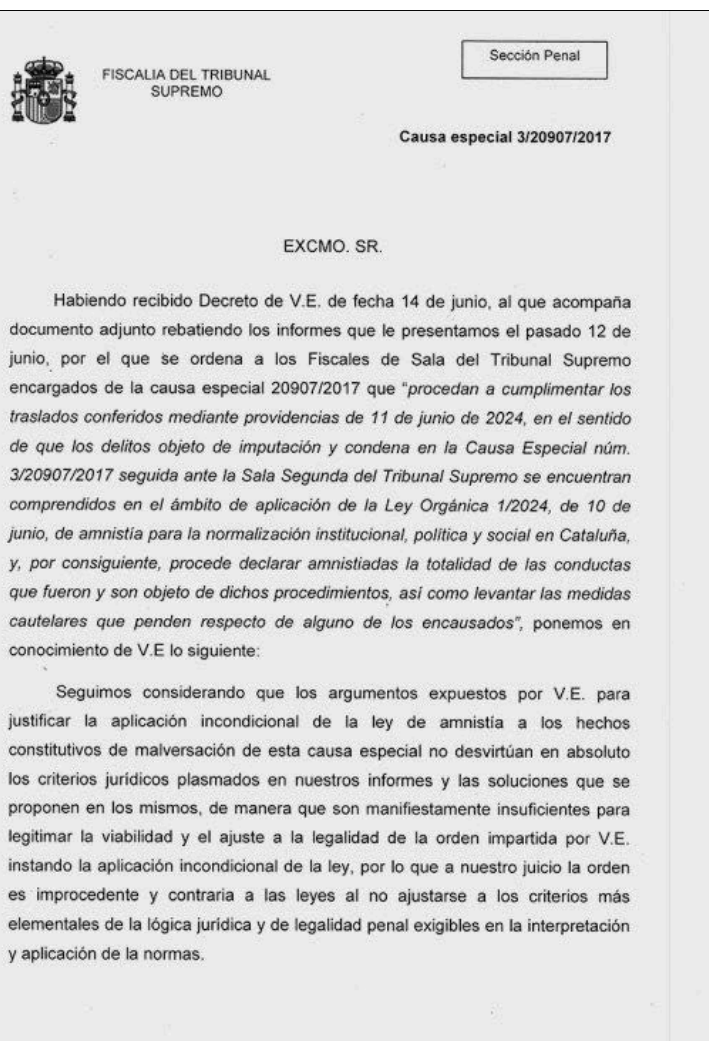 Sección Penal
FISCALIA DEL TRIBUNAL
SUPREMO
Causa especial 3/20907/2017
EXCMO. SR.
Habiendo recibido Decreto de V.E. de fecha 14 de junio, al que acompaña
documento adjunto rebatiendo los informes que le presentamos el pasado 12 de
junio, por el que se ordena a los Fiscales de Sala del Tribunal Supremo
encargados de la causa especial 20907/2017 que “procedan a cumplimentar los
traslados conferidos mediante providencias de 11 de junio de 2024, en el sentido
de que los delitos objeto de imputación y condena en la Causa Especial núm.
3/20907/2017 seguida ante la Sala Segunda del Tribunal Supremo se encuentran
comprendidos en el ámbito de aplicación de la Ley Orgánica 1/2024, de 10 de
junio, de amnistía para la normalización institucional, política y social en Cataluña,
y, por consiguiente, procede declarar amnistiadas la totalidad de las conductas
que fueron y son objeto de dichos procedimientos, así como levantar las medidas
cautelares que penden respecto de alguno de los encausados”, ponemos en
conocimiento de V.E lo siguiente:
Seguimos considerando que los argumentos expuestos por V.E. para
justificar la aplicación incondicional de la ley de amnistía a los hechos
constitutivos de malversación de esta causa especial no desvirtúan en absoluto
los criterios jurídicos plasmados en nuestros informes y las soluciones que se
proponen en los mismos, de manera que son manifiestamente insuficientes para
legitimar la viabilidad y el ajuste a la legalidad de la orden impartida por V.E.
instando la aplicación incondicional de la ley, por lo que a nuestro juicio la orden
es improcedente y contraria a las leyes al no ajustarse a los criterios más
elementales de la lógica jurídica y de legalidad penal exigibles en la interpretación
y aplicación de la normas.